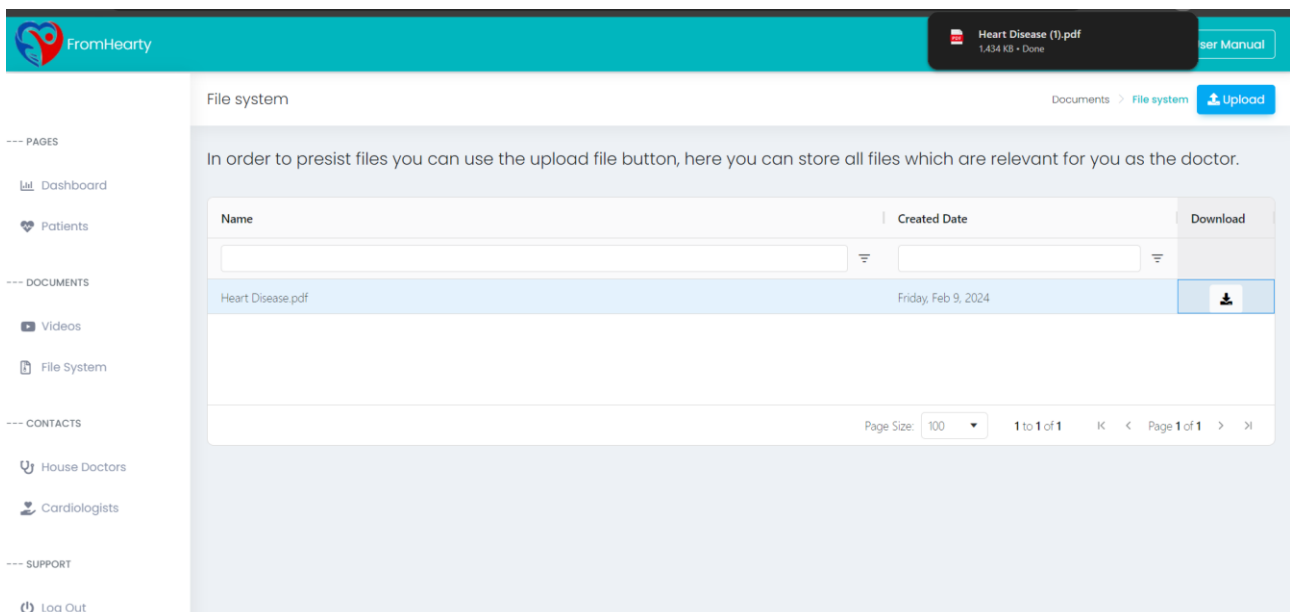 FromHearty
Heart Disease (1).pdf
1,434 KB • Done
ser Manual
File system
Documents > File system
Upload
--- PAGES
Dashboard
Patients
--- DOCUMENTS
Videos
File System
--- CONTACTS
House Doctors
Cardiologists
--- SUPPORT
Log Out
In order to presist files you can use the upload file button, here you can store all files which are relevant for you as the doctor.
Name Created Date Download
Heart Disease.pdf Friday, Feb 9, 2024
Page Size: 100 1 to 1 of 1 Page 1 of 1